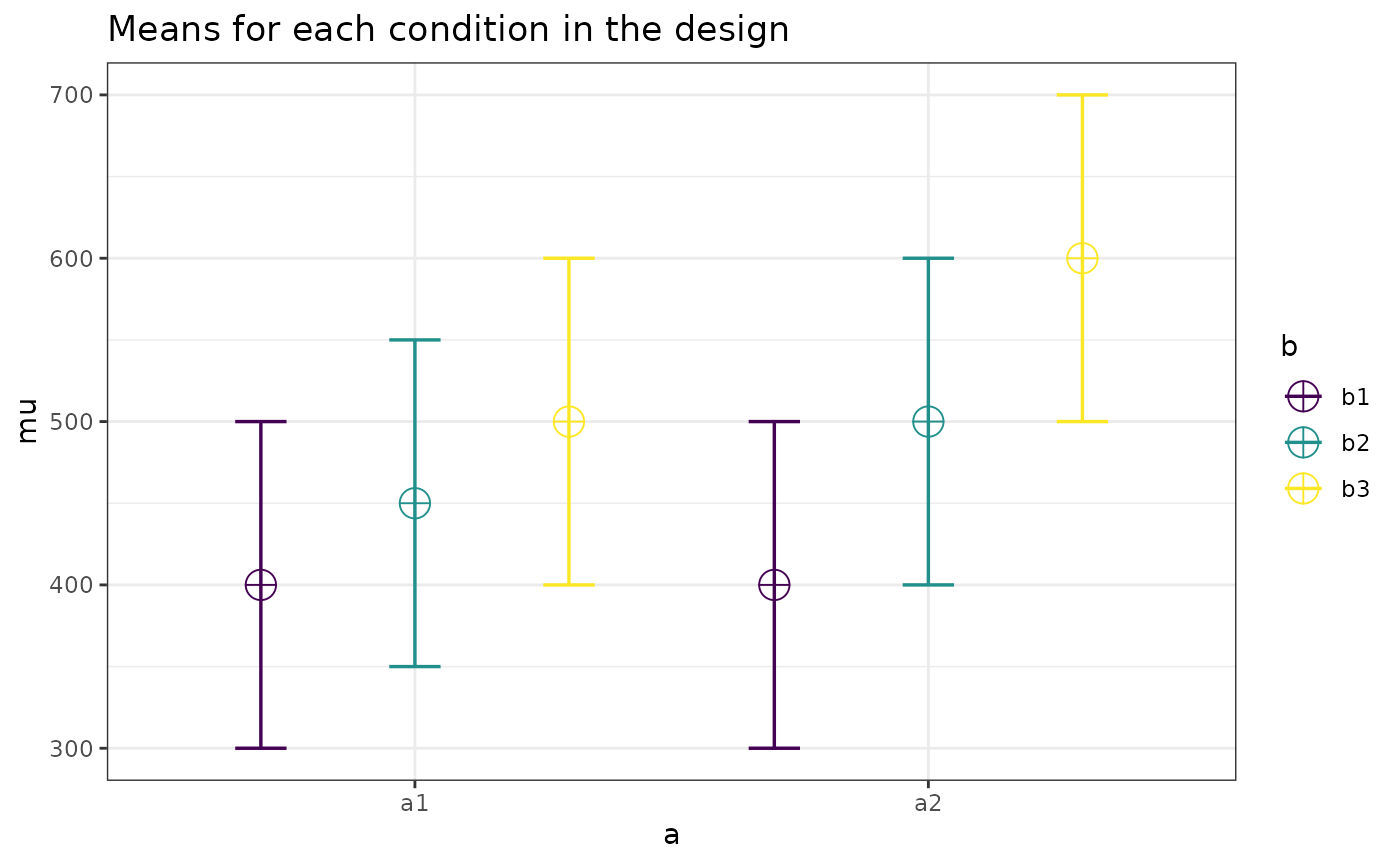 Means for each condition in the design
700
600
500
400
300
mu
a1
a2
a
b
b1
b2
b3